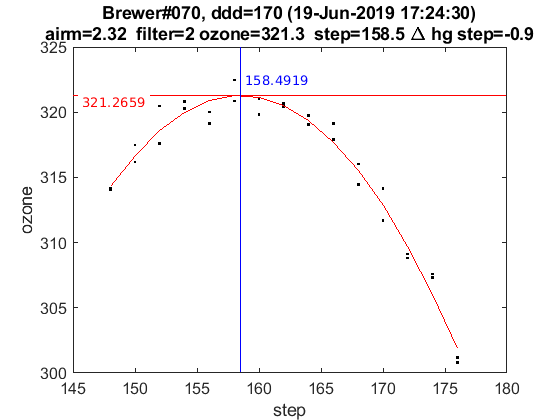 Brewer#070, ddd=170 (19-Jun-2019 17:24:30)
airm=2.32 filter=2 ozone=321.3 step=158.5 Δ hg step=-0.9
325
158.4919
321.2659
320
315
ozone
310
305
300
145 150 155 160 165 170 175 180
step